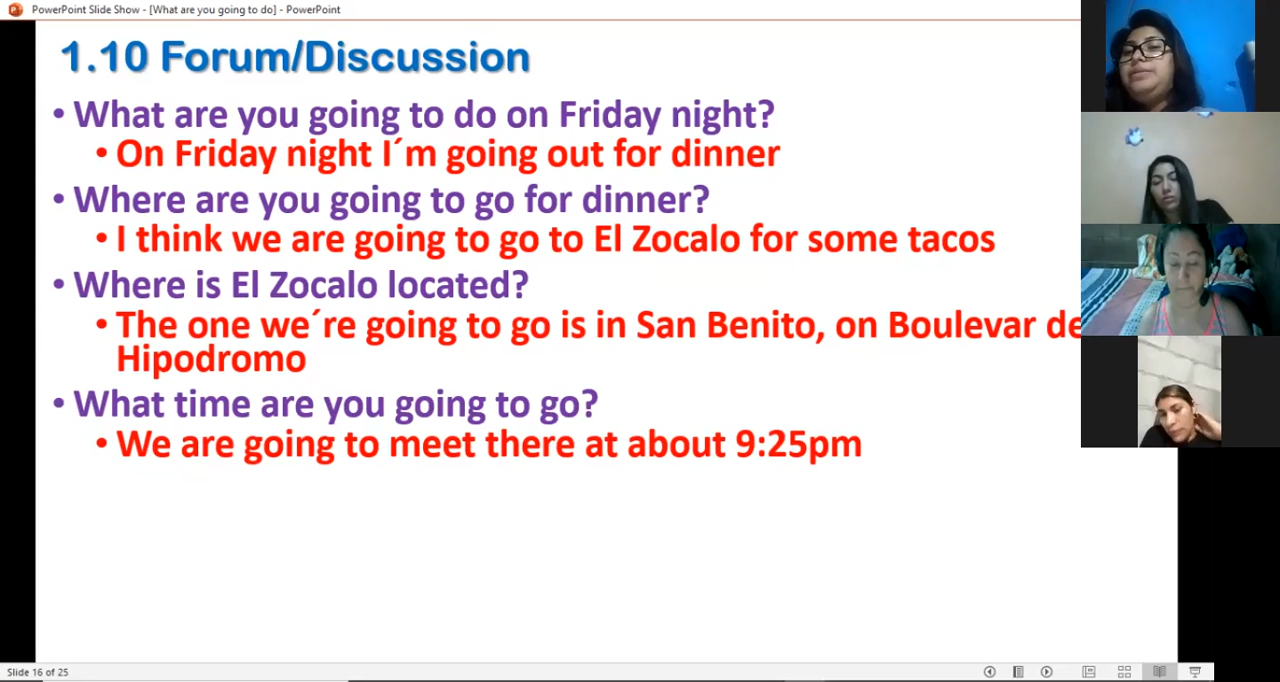 PowerPoint Slide Show - [What are you going to do] - PowerPoint
1.10 Forum/Discussion
• What are you going to do on Friday night?
• On Friday night I´m going out for dinner
• Where are you going to go for dinner?
• I think we are going to go to El Zocalo for some tacos
• Where is El Zocalo located?
• The one we´re going to go is in San Benito, on Boulevar de
Hipodromo
• What time are you going to go?
• We are going to meet there at about 9:25pm
Slide 16 of 25